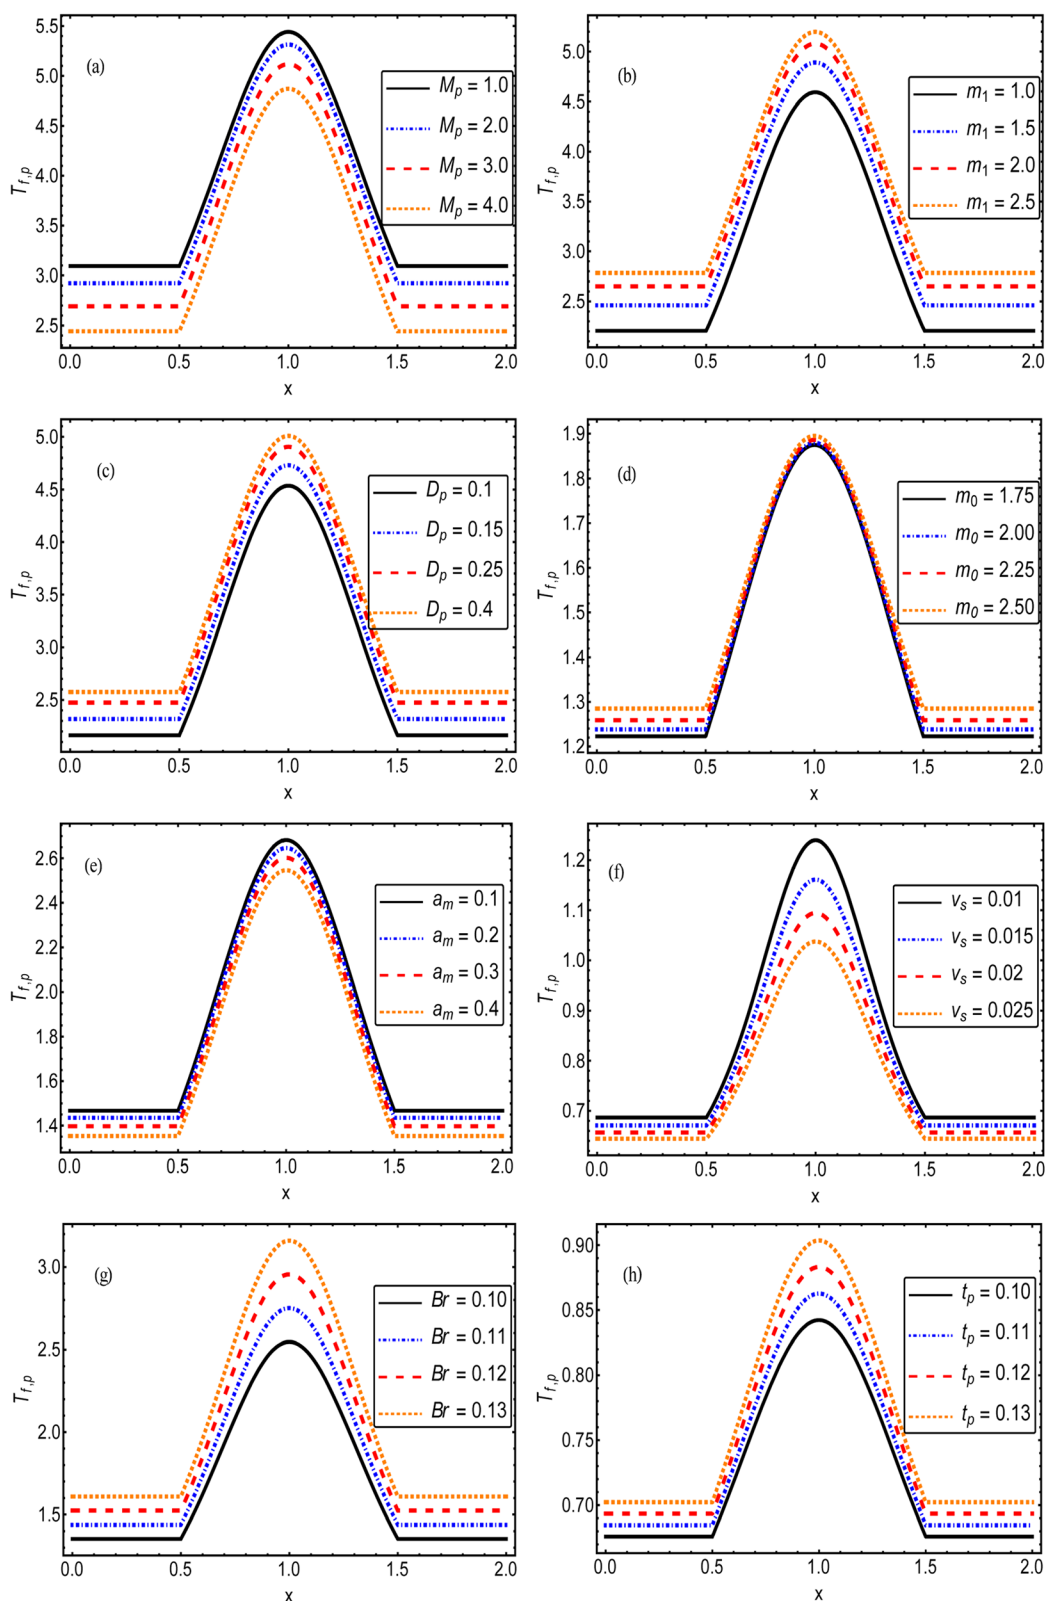 (a)
T_{f,p}
5.5
5.0
4.5
4.0
3.5
3.0
2.5
M_p = 1.0
M_p = 2.0
M_p = 3.0
M_p = 4.0
0.0 0.5 1.0 1.5 2.0
x
(b)
T_{f,p}
5.0
4.5
4.0
3.5
3.0
2.5
m_1 = 1.0
m_1 = 1.5
m_1 = 2.0
m_1 = 2.5
0.0 0.5 1.0 1.5 2.0
x
(c)
T_{f,p}
5.0
4.5
4.0
3.5
3.0
2.5
D_p = 0.1
D_p = 0.15
D_p = 0.25
D_p = 0.4
0.0 0.5 1.0 1.5 2.0
x
(d)
T_{f,p}
1.9
1.8
1.7
1.6
1.5
1.4
1.3
1.2
m_0 = 1.75
m_0 = 2.00
m_0 = 2.25
m_0 = 2.50
0.0 0.5 1.0 1.5 2.0
x
(e)
T_{f,p}
2.6
2.4
2.2
2.0
1.8
1.6
1.4
a_m = 0.1
a_m = 0.2
a_m = 0.3
a_m = 0.4
0.0 0.5 1.0 1.5 2.0
x
(f)
T_{f,p}
1.2
1.1
1.0
0.9
0.8
0.7
v_s = 0.01
v_s = 0.015
v_s = 0.02
v_s = 0.025
0.0 0.5 1.0 1.5 2.0
x
(g)
T_{f,p}
3.0
2.5
2.0
1.5
Br = 0.10
Br = 0.11
Br = 0.12
Br = 0.13
0.0 0.5 1.0 1.5 2.0
x
(h)
T_{f,p}
0.90
0.85
0.80
0.75
0.70
t_p = 0.10
t_p = 0.11
t_p = 0.12
t_p = 0.13
0.0 0.5 1.0 1.5 2.0
x